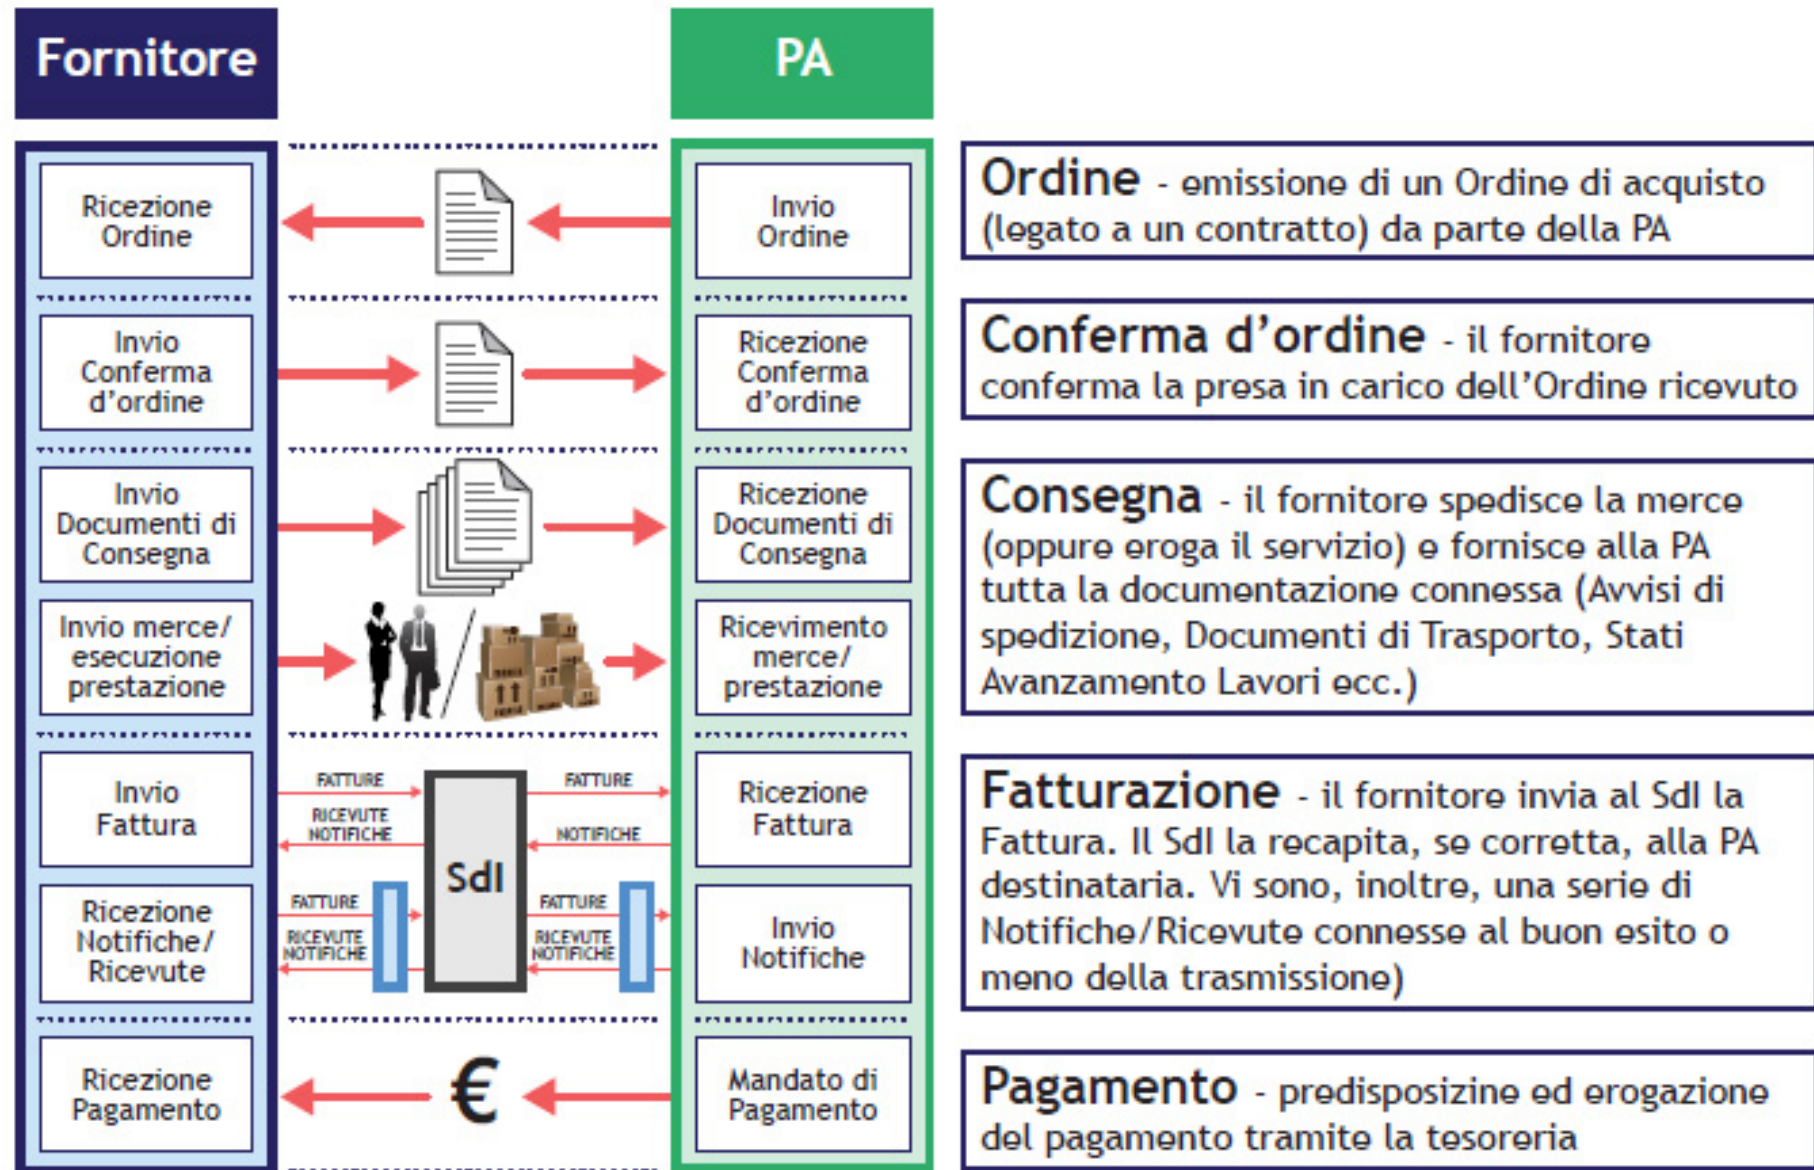 Fornitore
PA
Ricezione
Ordine
Invio
Ordine
Ordine - emissione di un Ordine di acquisto
(legato a un contratto) da parte della PA
Invio
Conferma
d'ordine
Ricezione
Conferma
d'ordine
Conferma d'ordine - il fornitore
conferma la presa in carico dell'Ordine ricevuto
Invio
Documenti di
Consegna
Ricezione
Documenti di
Consegna
Invio merce/
esecuzione
prestazione
Ricevimento
merce/
prestazione
Consegna - il fornitore spedisce la merce
(oppure eroga il servizio) e fornisce alla PA
tutta la documentazione connessa (Avvisi di
spedizione, Documenti di Trasporto, Stati
Avanzamento Lavori ecc.)
Invio
Fattura
FATTURE
RICEVUTE
NOTIFICHE
SdI
FATTURE
NOTIFICHE
Ricezione
Fattura
Ricezione
Notifiche/
Ricevute
FATTURE
RICEVUTE
NOTIFICHE
FATTURE
RICEVUTE
NOTIFICHE
Invio
Notifiche
Fatturazione - il fornitore invia al SdI la
Fattura. Il SdI la recapita, se corretta, alla PA
destinataria. Vi sono, inoltre, una serie di
Notifiche/Ricevute connesse al buon esito o
meno della trasmissione)
Ricezione
Pagamento
€
Mandato di
Pagamento
Pagamento - predisposizine ed erogazione
del pagamento tramite la tesoreria